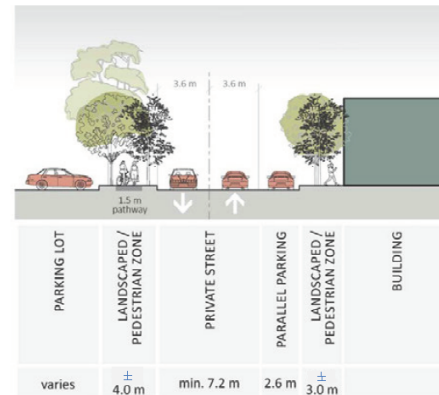 3.6 m 3.6 m
1.5 m
pathway
PARKING LOT
LANDSCAPED /
PEDESTRIAN ZONE
PRIVATE STREET
PARALLEL PARKING
LANDSCAPED /
PEDESTRIAN ZONE
BUILDING
varies
±
4.0 m
min. 7.2 m
2.6 m
±
3.0 m